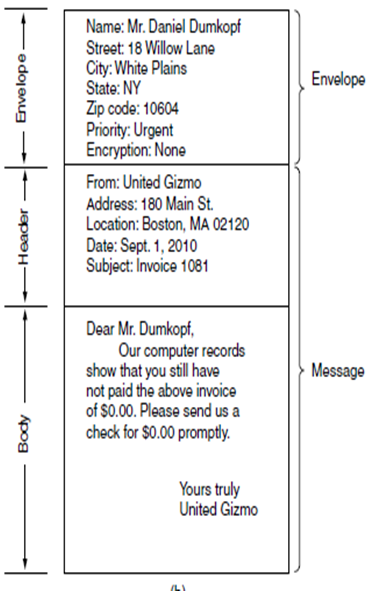 Envelope
Name: Mr. Daniel Dumkopf
Street: 18 Willow Lane
City: White Plains
State: NY
Zip code: 10604
Priority: Urgent
Encryption: None
Envelope
Header
From: United Gizmo
Address: 180 Main St.
Location: Boston, MA 02120
Date: Sept. 1, 2010
Subject: Invoice 1081
Body
Dear Mr. Dumkopf,
Our computer records
show that you still have
not paid the above invoice
of $0.00. Please send us a
check for $0.00 promptly.
Yours truly
United Gizmo
Message
(b)